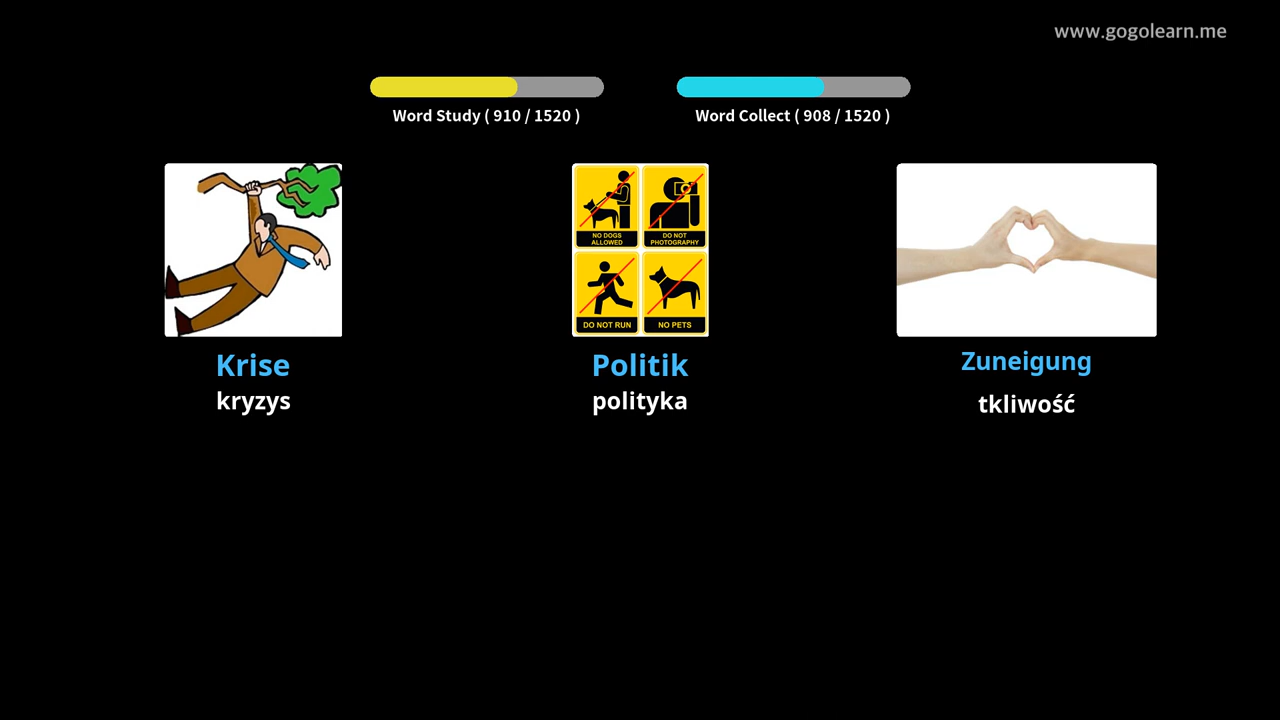 www.gogolearn.me
Word Study ( 910 / 1520 )
Word Collect ( 908 / 1520 )
NO DOGS
ALLOWED
DO NOT
PHOTOGRAPHY
DO NOT RUN
NO PETS
Krise
Politik
Zuneigung
kryzys
polityka
tkliwość